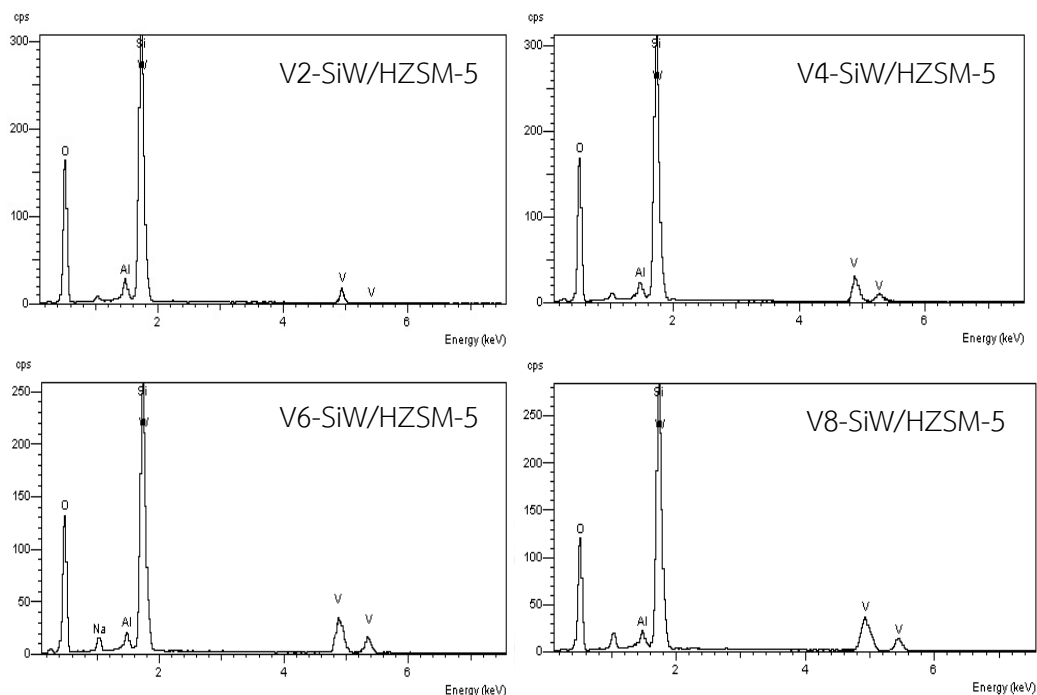 cps
300
200
100
0
O
Al
Si
W
V
V
V2-SiW/HZSM-5
2
4
6
Energy (keV)
cps
300
200
100
0
O
Al
Si
W
V
V
V4-SiW/HZSM-5
2
4
6
Energy (keV)
cps
250
200
150
100
50
0
O
Na
Al
Si
W
V
V
V6-SiW/HZSM-5
2
4
6
Energy (keV)
cps
250
200
150
100
50
0
O
Al
Si
W
V
V
V8-SiW/HZSM-5
2
4
6
Energy (keV)